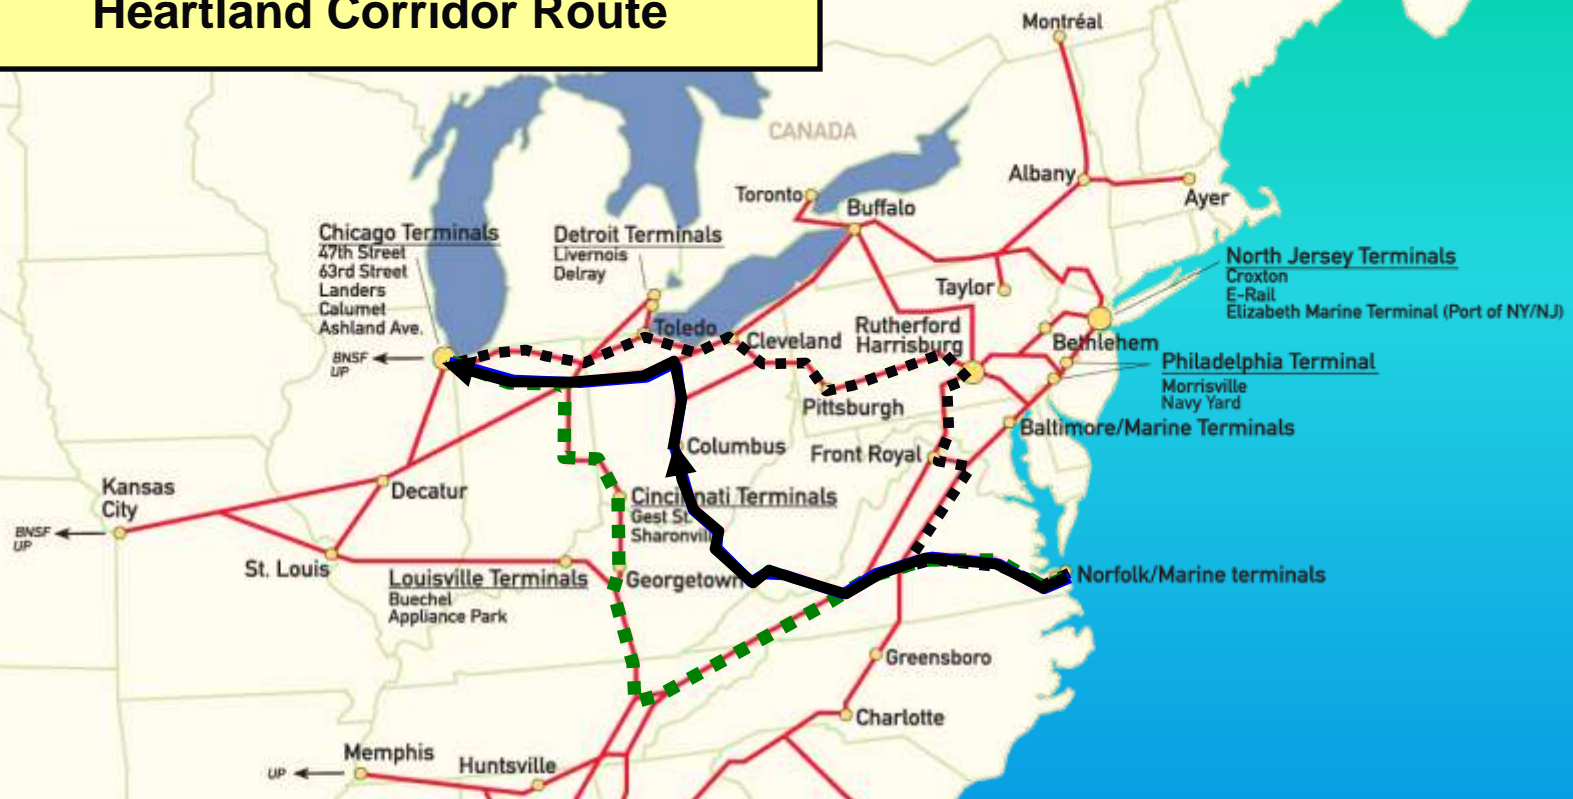 Heartland Corridor Route
Montréal
CANADA
Albany
Toronto
Ayer
Buffalo
Chicago Terminals
47th Street
63rd Street
Landers
Calumet
Ashland Ave.
Detroit Terminals
Livernois
Delray
North Jersey Terminals
Croxton
E-Rail
Elizabeth Marine Terminal (Port of NY/NJ)
Taylor
Toledo
Cleveland
Rutherford
Harrisburg
Bethlehem
BNSF
UP
Philadelphia Terminal
Morrisville
Navy Yard
Pittsburgh
Baltimore/Marine Terminals
Columbus
Front Royal
Kansas
City
Decatur
Cincinnati Terminals
Gest St.
Sharonville
BNSF
UP
St. Louis
Louisville Terminals
Buechel
Appliance Park
Georgetown
Norfolk/Marine terminals
Greensboro
Charlotte
Memphis
UP
Huntsville